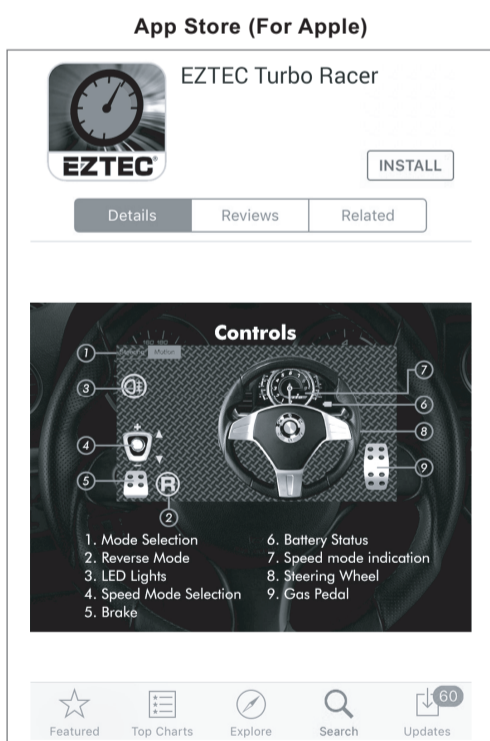 App Store (For Apple)
EZTEC Turbo Racer
EZTEC®
INSTALL
Details Reviews Related
Controls
160 180
Motion
1
3
4
+
−
5
R
2
7
6
8
9
1. Mode Selection
2. Reverse Mode
3. LED Lights
4. Speed Mode Selection
5. Brake
6. Battery Status
7. Speed mode indication
8. Steering Wheel
9. Gas Pedal
60
Featured Top Charts Explore Search Updates